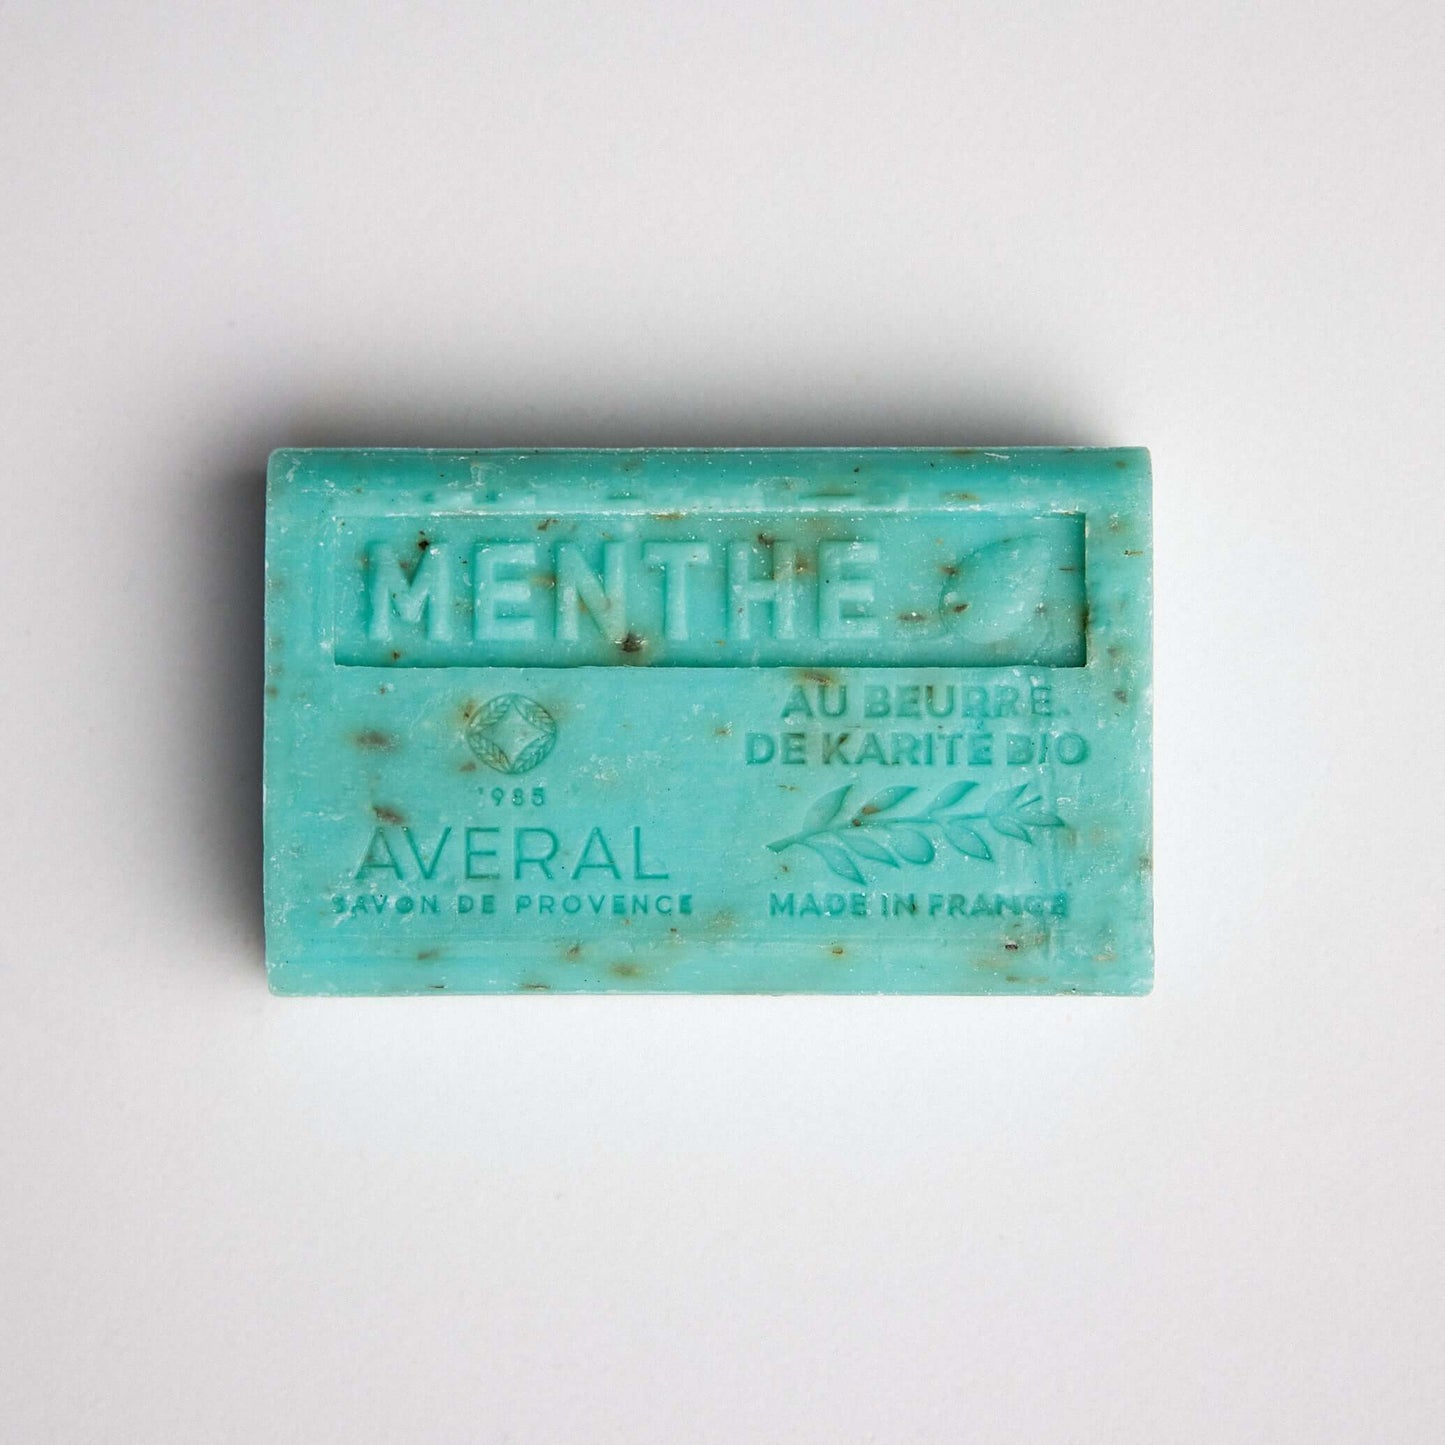 MENTHE
1985
AVERAL
SAVON DE PROVENCE
AU BEURRE
DE KARITÉ BIO
MADE IN FRANCE